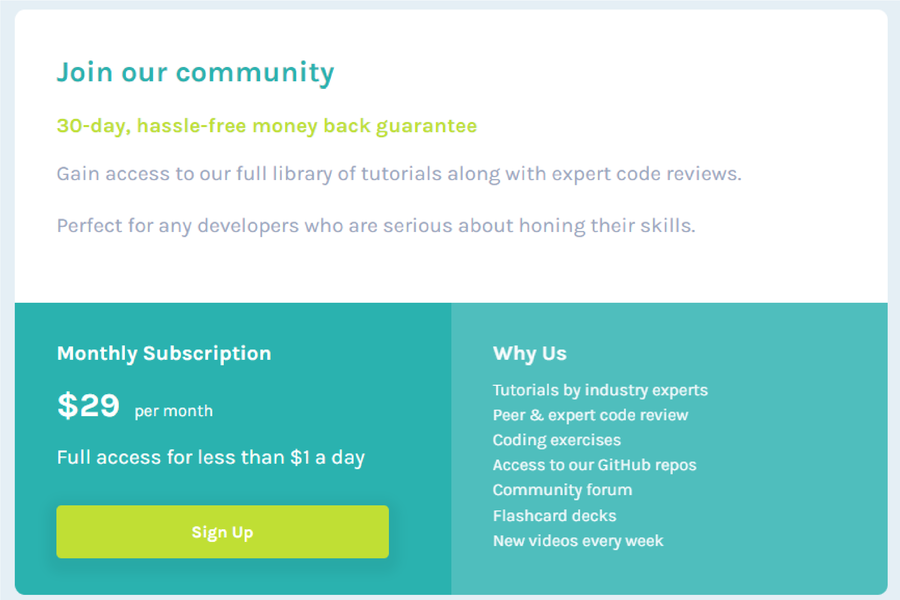 Join our community
30-day, hassle-free money back guarantee
Gain access to our full library of tutorials along with expert code reviews.
Perfect for any developers who are serious about honing their skills.
Monthly Subscription
$29 per month
Full access for less than $1 a day
Sign Up
Why Us
Tutorials by industry experts
Peer & expert code review
Coding exercises
Access to our GitHub repos
Community forum
Flashcard decks
New videos every week